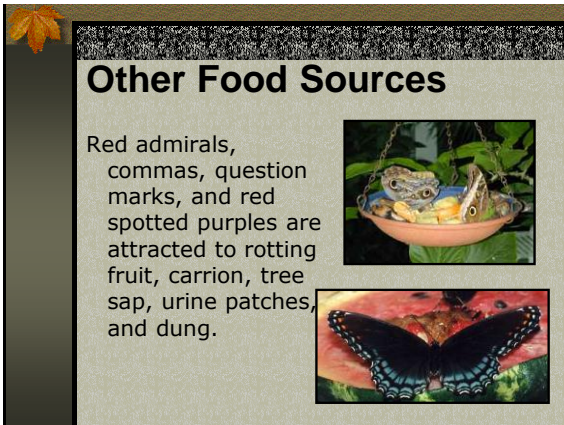 Other Food Sources
Red admirals,
commas, question
marks, and red
spotted purples are
attracted to rotting
fruit, carrion, tree
sap, urine patches,
and dung.